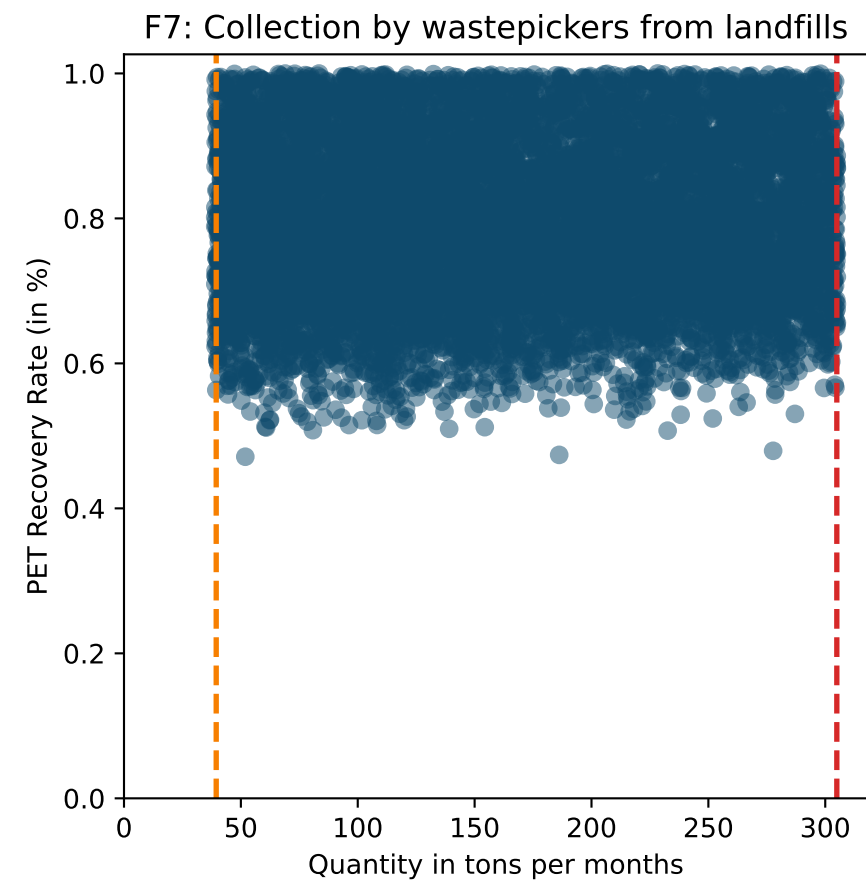 F7: Collection by wastepickers from landfills
1.0
0.8
0.6
0.4
0.2
0.0
PET Recovery Rate (in %)
0 50 100 150 200 250 300
Quantity in tons per months